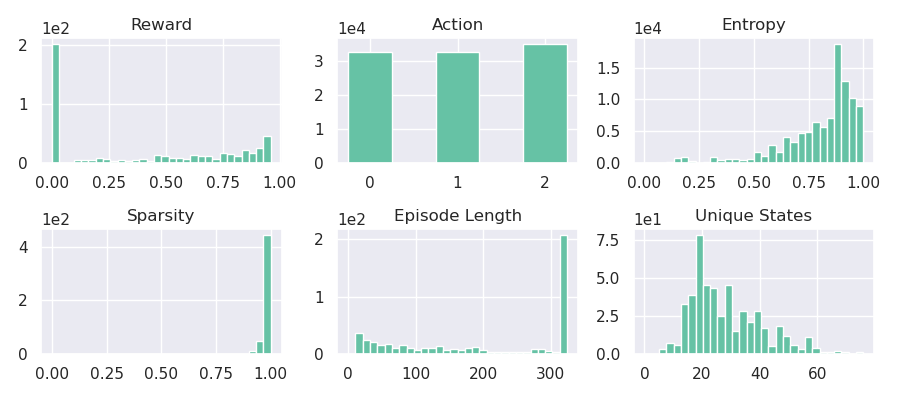 Reward
1e2
2
1
0
0.00 0.25 0.50 0.75 1.00
Action
1e4
3
2
1
0
0 1 2
Entropy
1e4
1.5
1.0
0.5
0.0
0.00 0.25 0.50 0.75 1.00
Sparsity
1e2
4
2
0
0.00 0.25 0.50 0.75 1.00
Episode Length
1e2
2
1
0
0 100 200 300
Unique States
1e1
7.5
5.0
2.5
0.0
0 20 40 60